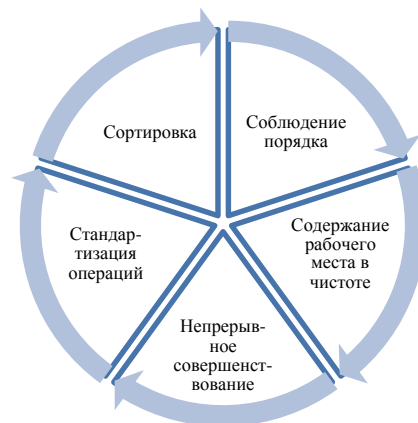 Сортировка
Соблюдение
порядка
Содержание
рабочего
места в
чистоте
Непрерыв-
ное
совершенст-
вование
Стандар-
тизация
операций